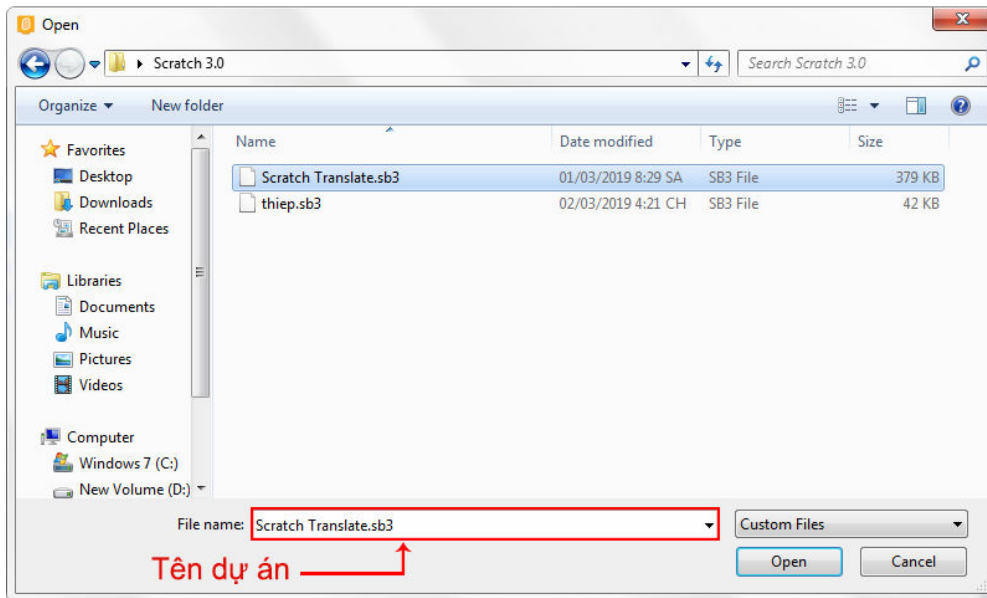 Open
Scratch 3.0
Search Scratch 3.0
Organize
New folder
Name
Date modified
Type
Size
Favorites
Desktop
Downloads
Recent Places
Libraries
Documents
Music
Pictures
Videos
Computer
Windows 7 (C:)
New Volume (D:)
Scratch Translate.sb3 01/03/2019 8:29 SA SB3 File 379 KB
thiep.sb3 02/03/2019 4:21 CH SB3 File 42 KB
File name: Scratch Translate.sb3
Custom Files
Tên dự án
Open
Cancel